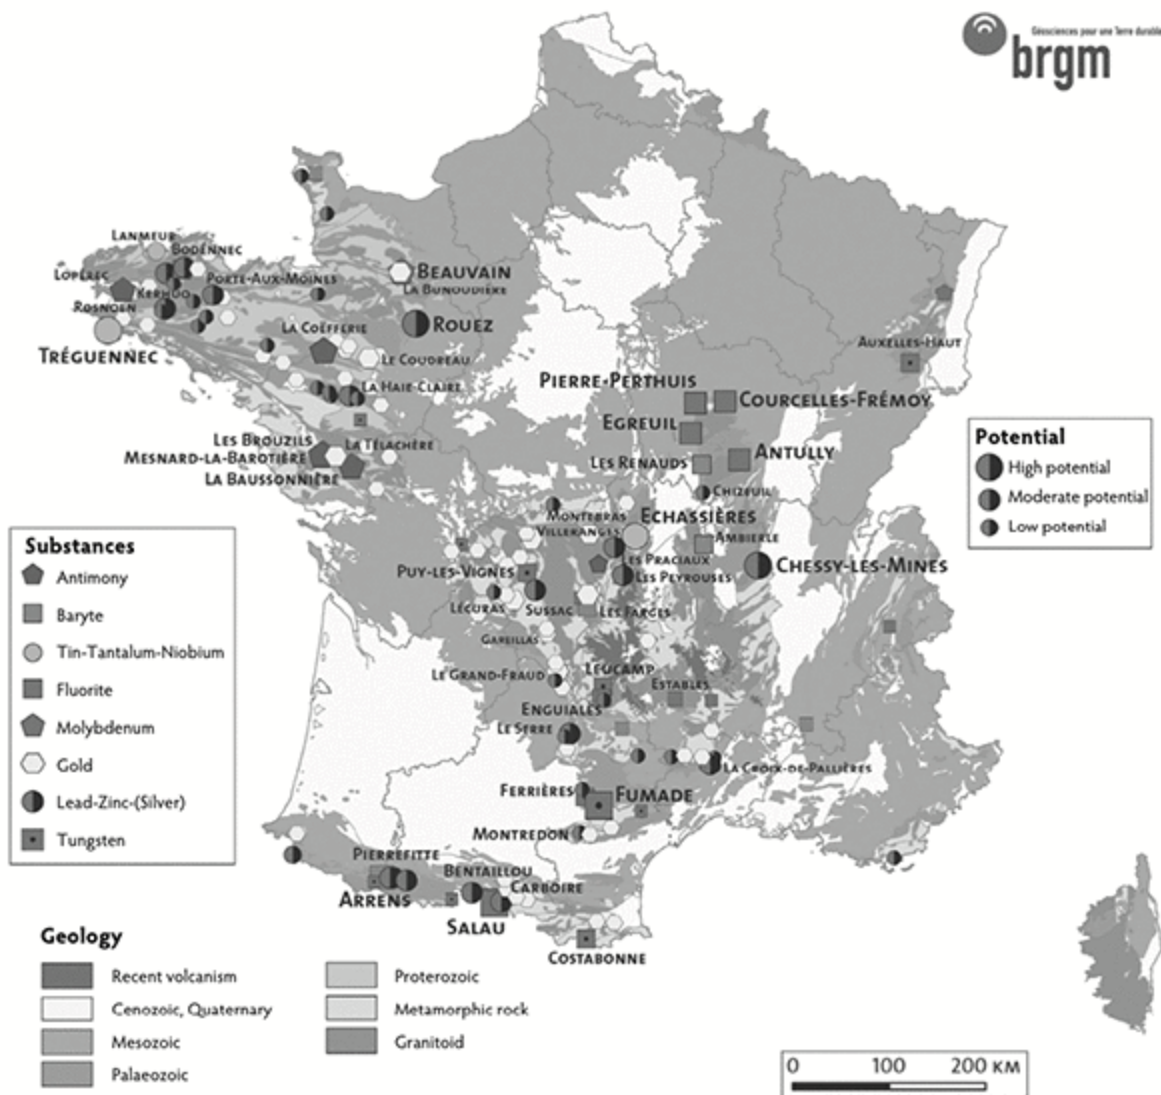 Géosciences pour une Terre durable
brgm
LANMEUR
BODÉNNEC
LOPÉREC
PORTE-AUX-MOINES
KERHOO
ROSNOEN
TRÉGUENNEC
BEAUVAIN
LA BUNOUDIÈRE
ROUEZ
LA COËFFERIE
LE COUDREAU
LA HAIE-CLAIRE
AUXELLES-HAUT
PIERRE-PERTHUIS
COURCELLES-FRÉMOY
EGREUIL
ANTULLY
LES RENAUDS
CHIZEUIL
LES BROUZILS
LA TÉLACHÈRE
MESNARD-LA-BAROTIÈRE
LA BAUSSONNIÈRE
Potential
High potential
Moderate potential
Low potential
MONTEBRAS
ECHASSIÈRES
VILLERANGES
AMBIERLE
LES PRACIAUX
CHESSY-LES-MINES
PUY-LES-VIGNES
LES PEYROUSES
LÉCURAS
SUSSAC
LES FARGES
GAREILLAS
LE GRAND-FRAUD
LEUCAMP
ESTABLES
ENGUIALÈS
LE SERRE
LA CROIX-DE-PALLIÈRES
FERRIÈRES
FUMADE
MONTREDON
PIERREFITTE
BENTAILLOU
CARBOIRE
ARRENS
SALAU
COSTABONNE
Substances
Antimony
Baryte
Tin-Tantalum-Niobium
Fluorite
Molybdenum
Gold
Lead-Zinc-(Silver)
Tungsten
Geology
Recent volcanism
Cenozoic, Quaternary
Mesozoic
Palaeozoic
Proterozoic
Metamorphic rock
Granitoid
0 100 200 KM